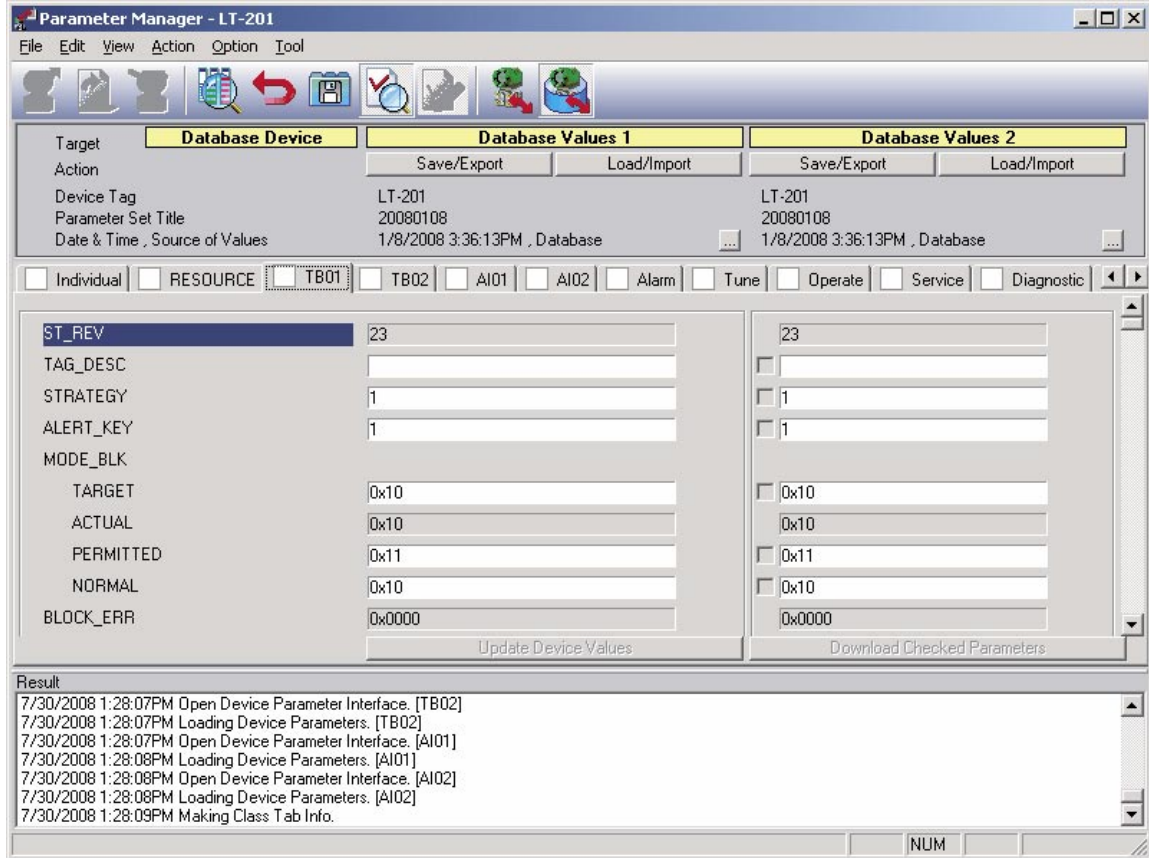 Parameter Manager - LT-201
File Edit View Action Option Tool
Target Database Device Database Values 1 Database Values 2
Action Save/Export Load/Import Save/Export Load/Import
Device Tag LT-201 LT-201
Parameter Set Title 20080108 20080108
Date & Time , Source of Values 1/8/2008 3:36:13PM , Database ... 1/8/2008 3:36:13PM , Database ...
Individual RESOURCE TB01 TB02 AI01 AI02 Alarm Tune Operate Service Diagnostic
ST_REV 23 23
TAG_DESC
STRATEGY 1 1
ALERT_KEY 1 1
MODE_BLK
TARGET 0x10 0x10
ACTUAL 0x10 0x10
PERMITTED 0x11 0x11
NORMAL 0x10 0x10
BLOCK_ERR 0x0000 0x0000
Update Device Values Download Checked Parameters
Result
7/30/2008 1:28:07PM Open Device Parameter Interface. [TB02]
7/30/2008 1:28:07PM Loading Device Parameters. [TB02]
7/30/2008 1:28:07PM Open Device Parameter Interface. [AI01]
7/30/2008 1:28:08PM Loading Device Parameters. [AI01]
7/30/2008 1:28:08PM Open Device Parameter Interface. [AI02]
7/30/2008 1:28:08PM Loading Device Parameters. [AI02]
7/30/2008 1:28:09PM Making Class Tab Info.
NUM